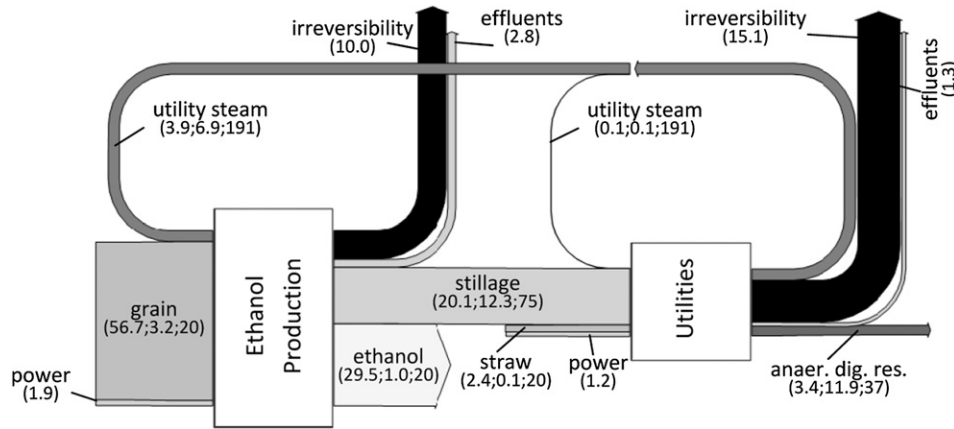 irreversibility
(10.0)
effluents
(2.8)
irreversibility
(15.1)
effluents
(1.3)
utility steam
(3.9;6.9;191)
utility steam
(0.1;0.1;191)
grain
(56.7;3.2;20)
power
(1.9)
Ethanol
Production
stillage
(20.1;12.3;75)
ethanol
(29.5;1.0;20)
straw
(2.4;0.1;20)
power
(1.2)
Utilities
anaer. dig. res.
(3.4;11.9;37)